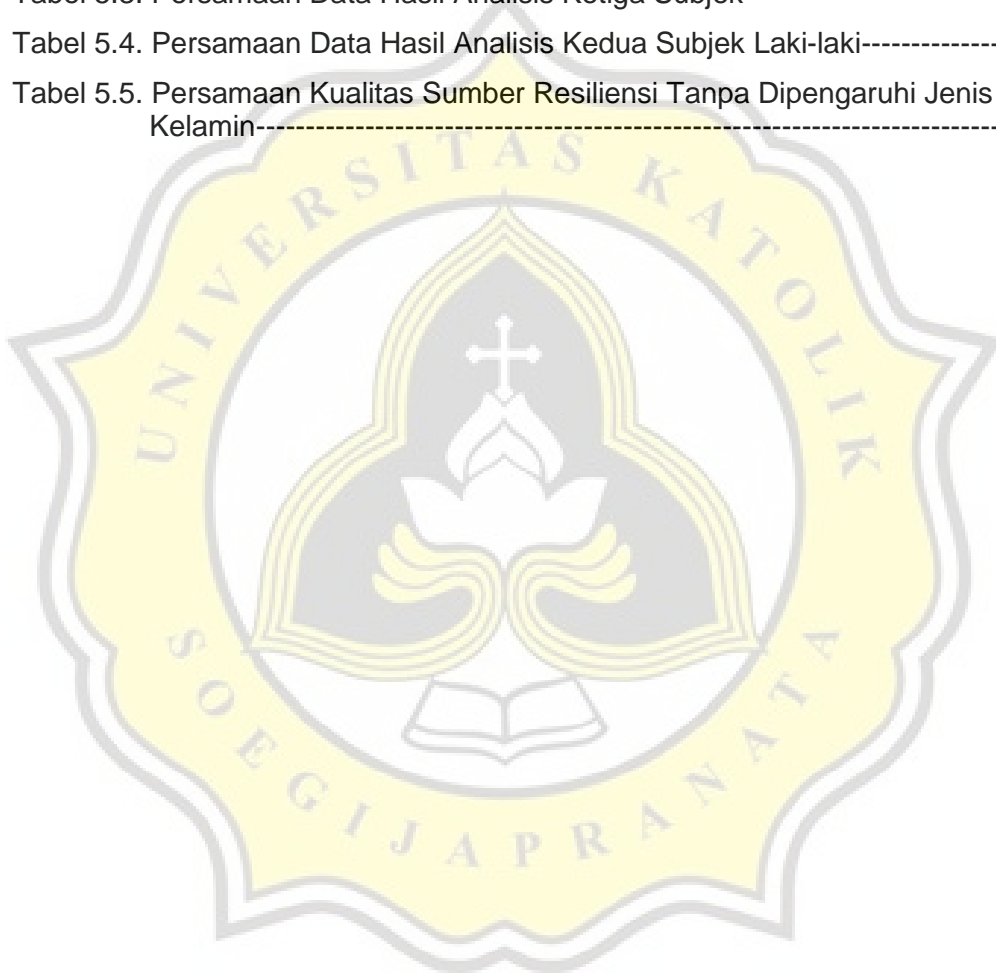 Tabel 5.3. Persamaan Data Hasil Analisis Ketiga Subjek
Tabel 5.4. Persamaan Data Hasil Analisis Kedua Subjek Laki-laki--------------
Tabel 5.5. Persamaan Kualitas Sumber Resiliensi Tanpa Dipengaruhi Jenis
Kelamin---------------------------------------------------------------------------
UNIVERSITAS KATOLIK
SOEGIJAPRANATA